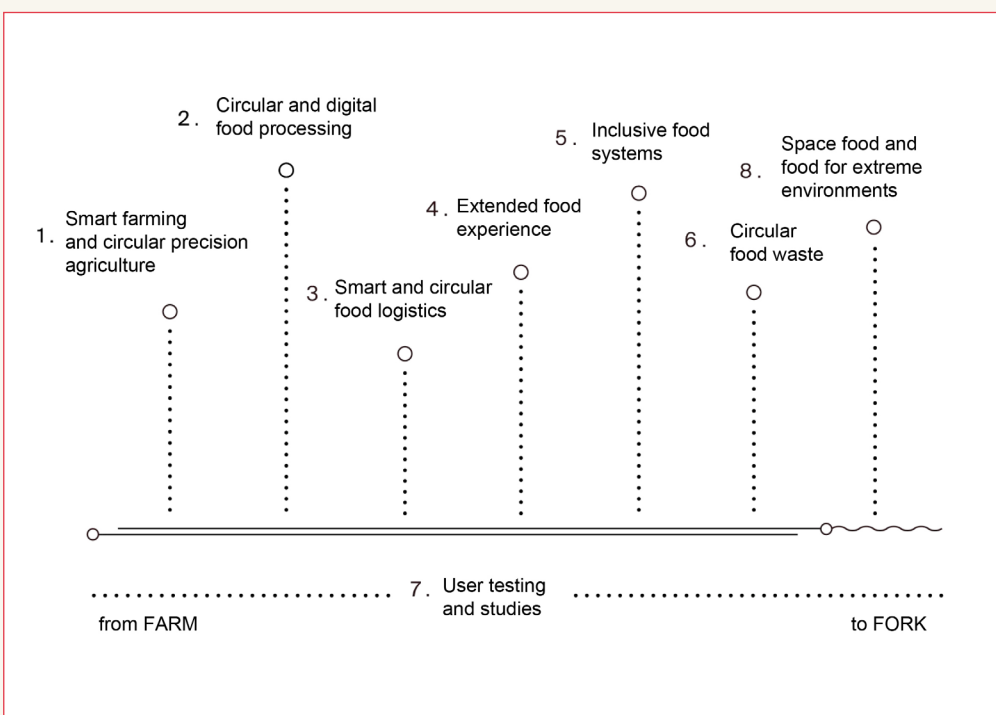 1. Smart farming
and circular precision
agriculture
2. Circular and digital
food processing
3. Smart and circular
food logistics
4. Extended food
experience
5. Inclusive food
systems
6. Circular
food waste
8. Space food and
food for extreme
environments
7. User testing
and studies
from FARM
to FORK